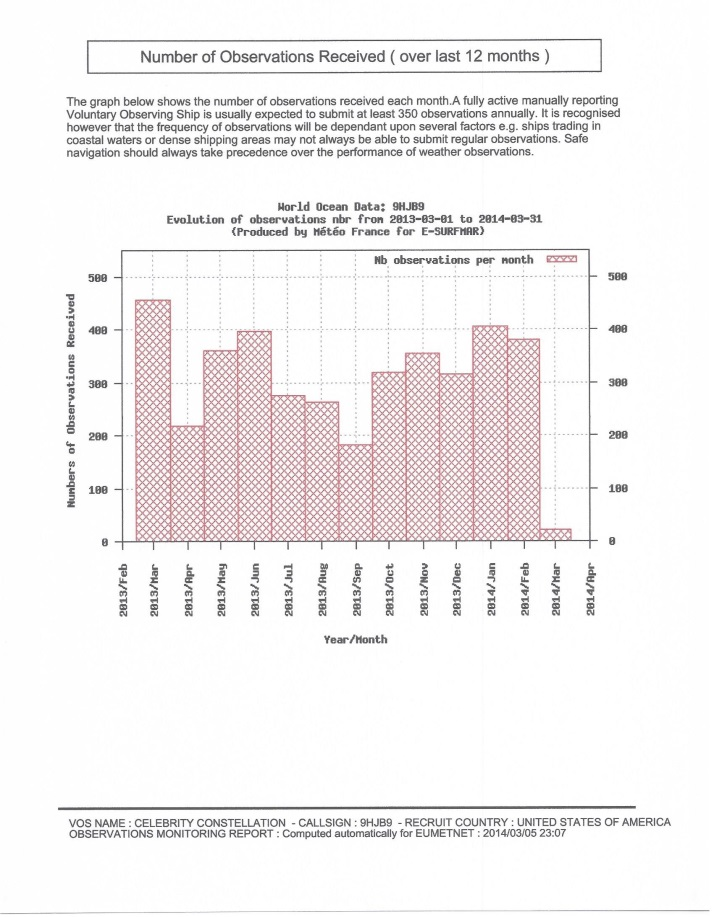 Number of Observations Received ( over last 12 months )
The graph below shows the number of observations received each month.A fully active manually reporting
Voluntary Observing Ship is usually expected to submit at least 350 observations annually. It is recognised
however that the frequency of observations will be dependant upon several factors e.g. ships trading in
coastal waters or dense shipping areas may not always be able to submit regular observations. Safe
navigation should always take precedence over the performance of weather observations.
World Ocean Data: 9HJB9
Evolution of observations nbr from 2013-03-01 to 2014-03-31
(Produced by Météo France for E-SURFMAR)
Nb observations per month
Numbers of Observations Received
500
400
300
200
100
0
500
400
300
200
100
0
2013/Feb
2013/Mar
2013/Apr
2013/May
2013/Jun
2013/Jul
2013/Aug
2013/Sep
2013/Oct
2013/Nov
2013/Dec
2014/Jan
2014/Feb
2014/Mar
2014/Apr
Year/Month
VOS NAME : CELEBRITY CONSTELLATION - CALLSIGN : 9HJB9 - RECRUIT COUNTRY : UNITED STATES OF AMERICA
OBSERVATIONS MONITORING REPORT : Computed automatically for EUMETNET : 2014/03/05 23:07